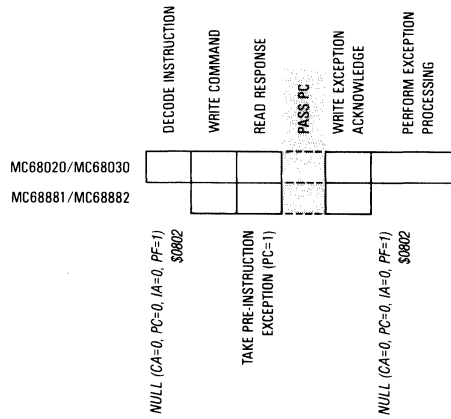 DECODE INSTRUCTION
WRITE COMMAND
READ RESPONSE
PASS PC
WRITE EXCEPTION
ACKNOWLEDGE
PERFORM EXCEPTION
PROCESSING
MC68020/MC68030
MC68881/MC68882
NULL (CA=0, PC=0, IA=0, PF=1)
$0802
TAKE PRE-INSTRUCTION
EXCEPTION (PC=1)
NULL (CA=0, PC=0, IA=0, PF=1)
$0802